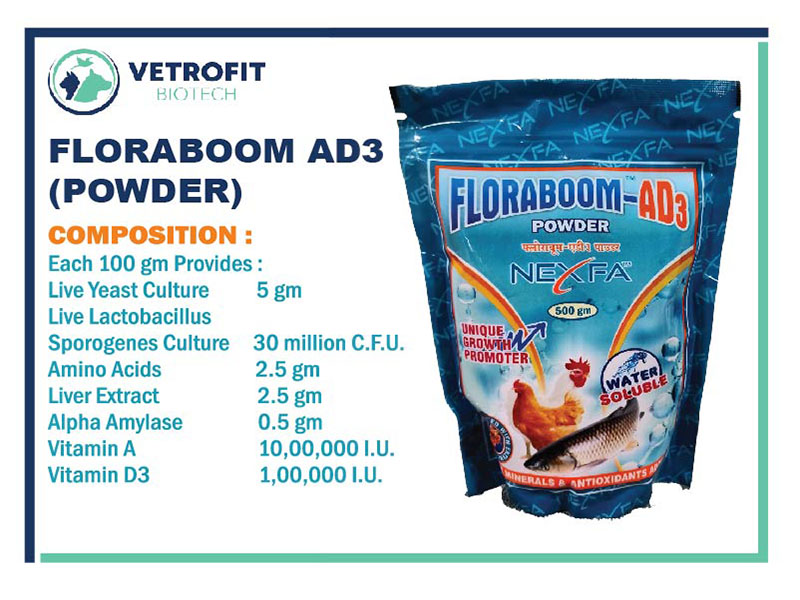 VETROFIT
BIOTECH
FLORABOOM AD3
(POWDER)
COMPOSITION :
Each 100 gm Provides :
Live Yeast Culture 5 gm
Live Lactobacillus
Sporogenes Culture 30 million C.F.U.
Amino Acids 2.5 gm
Liver Extract 2.5 gm
Alpha Amylase 0.5 gm
Vitamin A 10,00,000 I.U.
Vitamin D3 1,00,000 I.U.
NEXFA NEXFA NEXFA
FLORABOOM-AD3
POWDER
फ्लोराबूम-एडी३ पाउडर
NEXFA™
500 gm
UNIQUE
GROWTH
PROMOTER
WATER
SOLUBLE
MINERALS & ANTIOXIDANTS